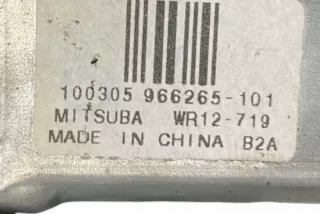 100305 966265-101
MITSUBA WR12-719
MADE IN CHINA B2A